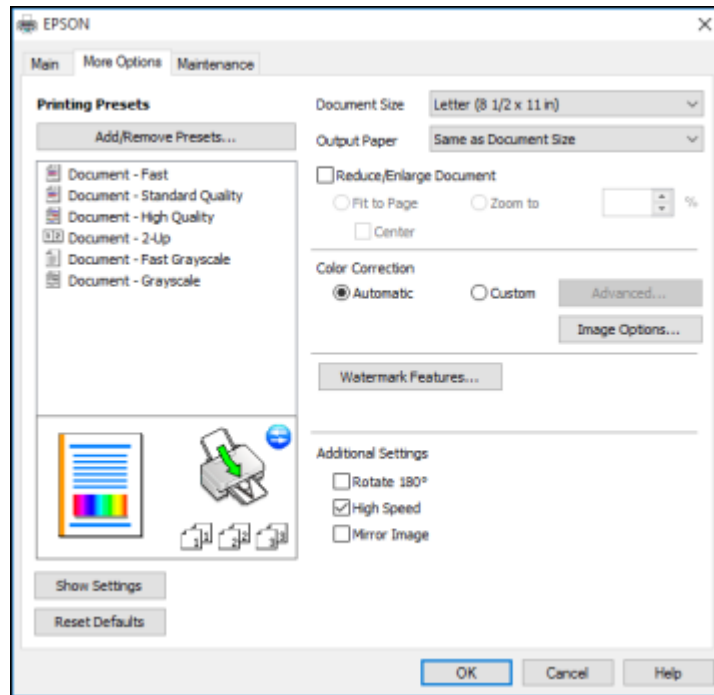 EPSON
Main More Options Maintenance
Printing Presets
Add/Remove Presets...
Document - Fast
Document - Standard Quality
Document - High Quality
Document - 2-Up
Document - Fast Grayscale
Document - Grayscale
Show Settings
Reset Defaults
Document Size Letter (8 1/2 x 11 in)
Output Paper Same as Document Size
Reduce/Enlarge Document
Fit to Page Zoom to %
Center
Color Correction
Automatic Custom Advanced...
Image Options...
Watermark Features...
Additional Settings
Rotate 180°
High Speed
Mirror Image
OK Cancel Help